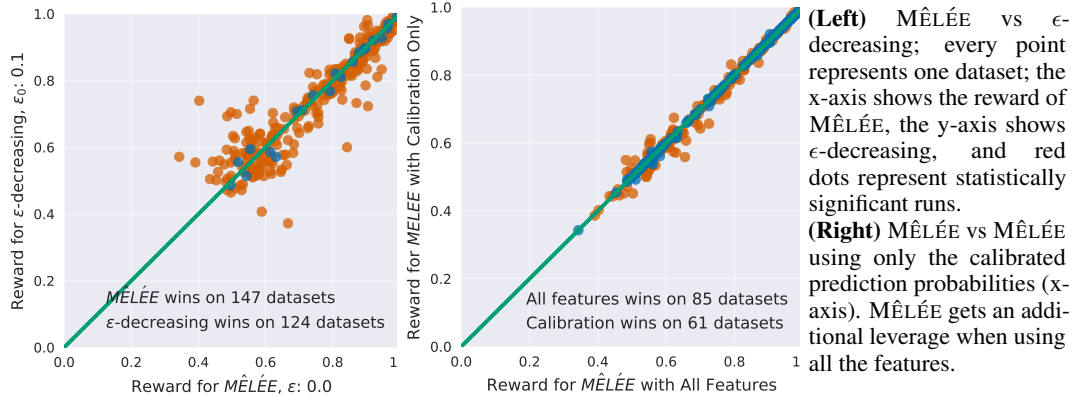 Reward for ε-decreasing, ε₀: 0.1
1.0
0.8
0.6
0.4
0.2
0.0
MÊLÉE wins on 147 datasets
ε-decreasing wins on 124 datasets
0.0
0.2
0.4
0.6
0.8
1
Reward for MÊLÉE, ε: 0.0
Reward for MELEE with Calibration Only
1.0
0.8
0.6
0.4
0.2
0.0
All features wins on 85 datasets
Calibration wins on 61 datasets
0.0
0.2
0.4
0.6
0.8
1
Reward for MÊLÉE with All Features
(Left) MÊLÉE vs ϵ-
decreasing; every point
represents one dataset; the
x-axis shows the reward of
MÊLÉE, the y-axis shows
ϵ-decreasing, and red
dots represent statistically
significant runs.
(Right) MÊLÉE vs MÊLÉE
using only the calibrated
prediction probabilities (x-
axis). MÊLÉE gets an addi-
tional leverage when using
all the features.